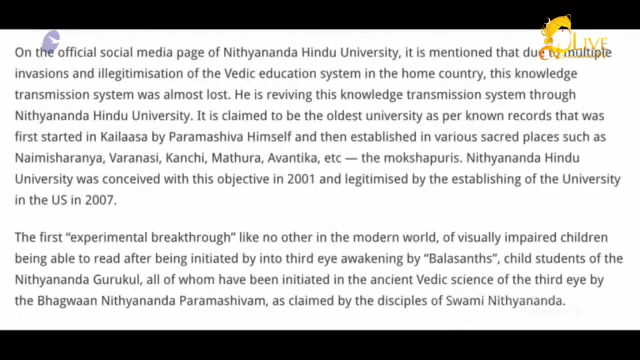 LIVE
On the official social media page of Nithyananda Hindu University, it is mentioned that due to multiple
invasions and illegitimisation of the Vedic education system in the home country, this knowledge
transmission system was almost lost. He is reviving this knowledge transmission system through
Nithyananda Hindu University. It is claimed to be the oldest university as per known records that was
first started in Kailaasa by Paramashiva Himself and then established in various sacred places such as
Naimisharanya, Varanasi, Kanchi, Mathura, Avantika, etc — the mokshapuris. Nithyananda Hindu
University was conceived with this objective in 2001 and legitimised by the establishing of the University
in the US in 2007.
The first “experimental breakthrough” like no other in the modern world, of visually impaired children
being able to read after being initiated by into third eye awakening by “Balasanths”, child students of the
Nithyananda Gurukul, all of whom have been initiated in the ancient Vedic science of the third eye by
the Bhagwaan Nithyananda Paramashivam, as claimed by the disciples of Swami Nithyananda.